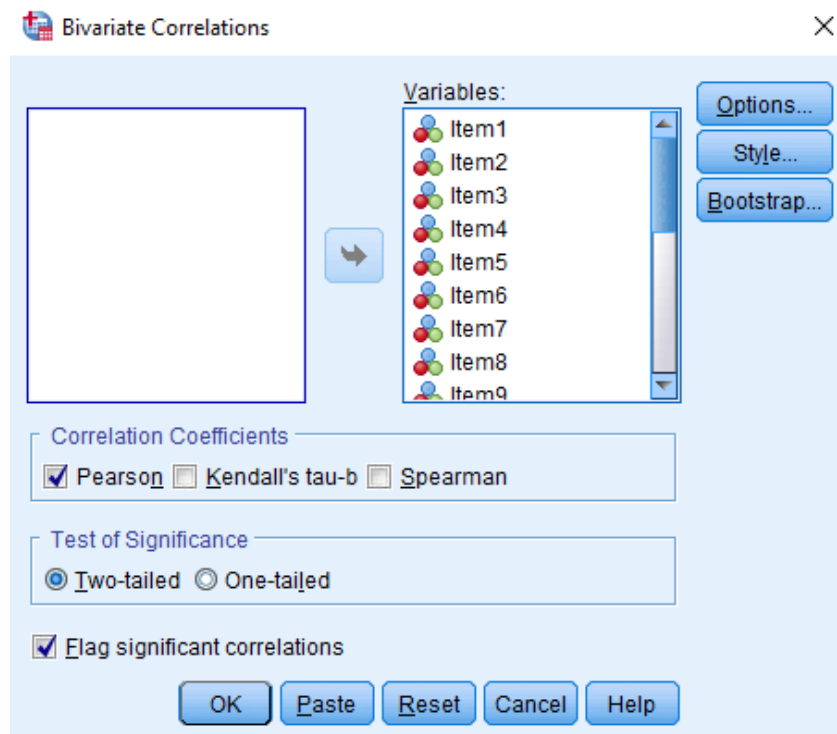 Bivariate Correlations
Variables:
Item1
Item2
Item3
Item4
Item5
Item6
Item7
Item8
Item9
Options...
Style...
Bootstrap...
Correlation Coefficients
Pearson Kendall's tau-b Spearman
Test of Significance
Two-tailed One-tailed
Flag significant correlations
OK Paste Reset Cancel Help